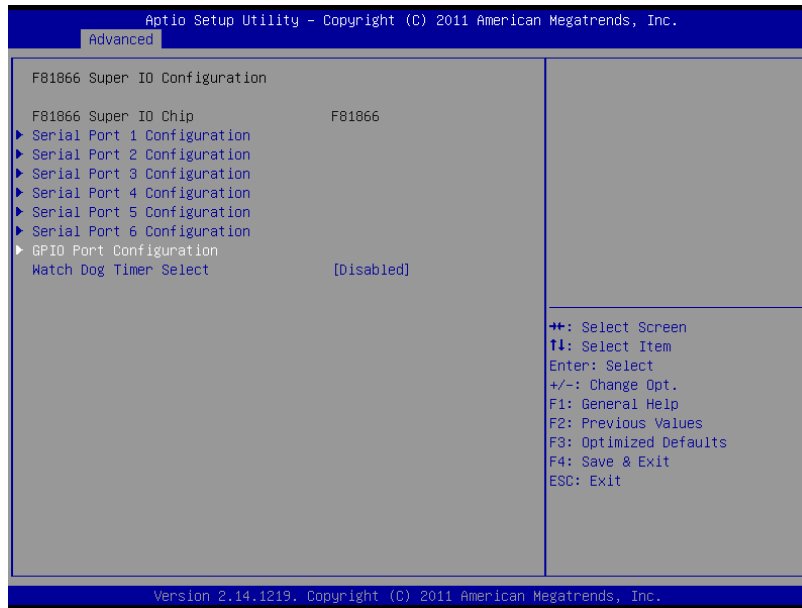 Aptio Setup Utility – Copyright (C) 2011 American Megatrends, Inc.
Advanced
F81866 Super IO Configuration
F81866 Super IO Chip F81866
Serial Port 1 Configuration
Serial Port 2 Configuration
Serial Port 3 Configuration
Serial Port 4 Configuration
Serial Port 5 Configuration
Serial Port 6 Configuration
GPIO Port Configuration
Watch Dog Timer Select [Disabled]
→←: Select Screen
↑↓: Select Item
Enter: Select
+/-: Change Opt.
F1: General Help
F2: Previous Values
F3: Optimized Defaults
F4: Save & Exit
ESC: Exit
Version 2.14.1219. Copyright (C) 2011 American Megatrends, Inc.